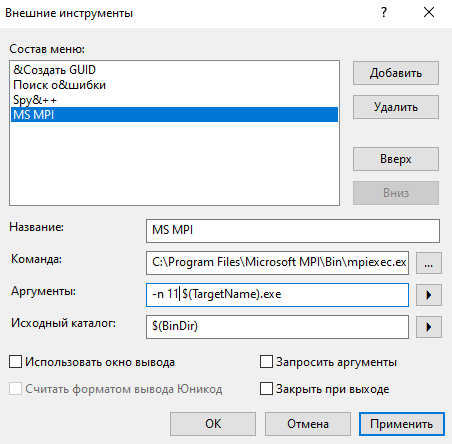 Внешние инструменты
Состав меню:
&Создать GUID
Поиск о&шибки
Spy&++
MS MPI
Добавить
Удалить
Вверх
Вниз
Название:
MS MPI
Команда:
C:\Program Files\Microsoft MPI\Bin\mpiexec.ex
...
Аргументы:
-n 11 $(TargetName).exe
Исходный каталог:
$(BinDir)
Использовать окно вывода
Запросить аргументы
Считать форматом вывода Юникод
Закрыть при выходе
ОК
Отмена
Применить